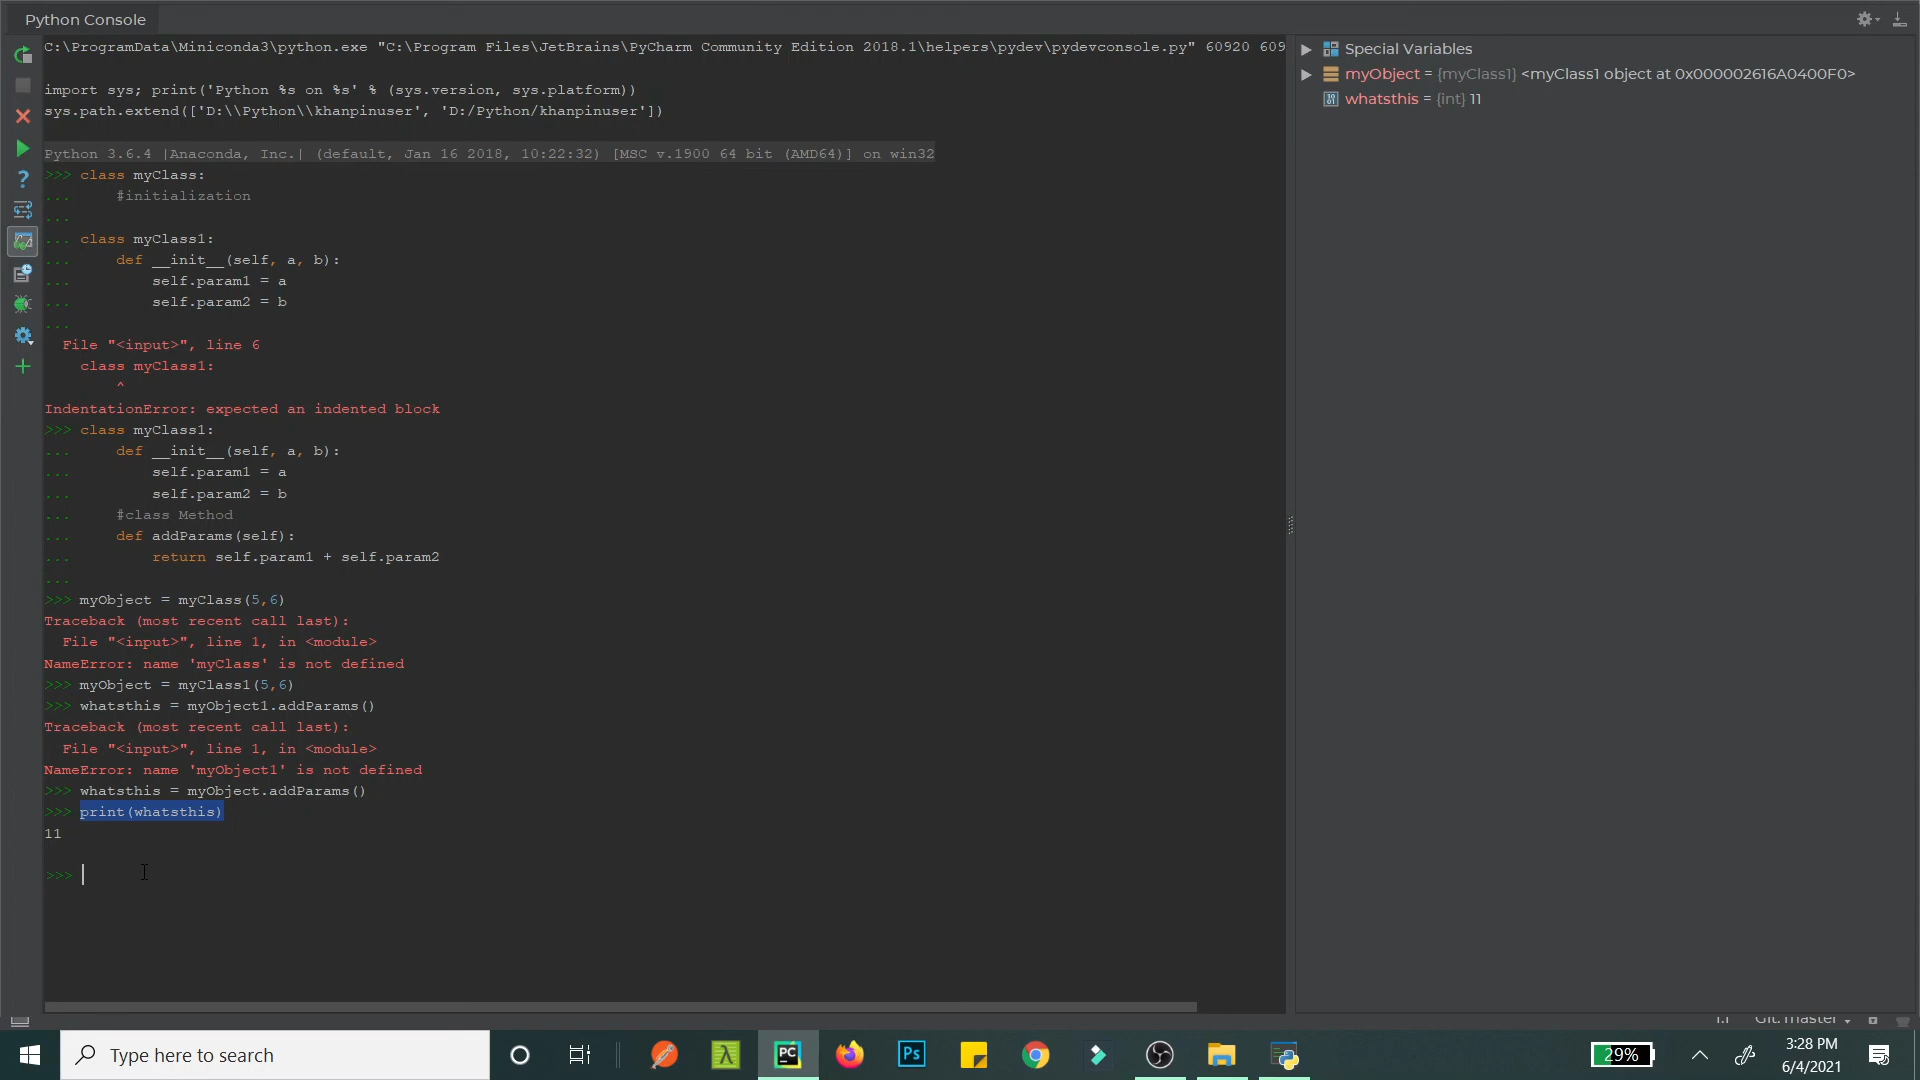 Python Console
C:\ProgramData\Miniconda3\python.exe "C:\Program Files\JetBrains\PyCharm Community Edition 2018.1\helpers\pydev\pydevconsole.py" 60920 609
import sys; print('Python %s on %s' % (sys.version, sys.platform))
sys.path.extend(['D:\\Python\\khanpinuser', 'D:/Python/khanpinuser'])
Python 3.6.4 |Anaconda, Inc.| (default, Jan 16 2018, 10:22:32) [MSC v.1900 64 bit (AMD64)] on win32
>>> class myClass:
...     #initialization
...
... class myClass1:
...     def __init__(self, a, b):
...         self.param1 = a
...         self.param2 = b
...
  File "<input>", line 6
    class myClass1:
        ^
IndentationError: expected an indented block
>>> class myClass1:
...     def __init__(self, a, b):
...         self.param1 = a
...         self.param2 = b
...     #class Method
...     def addParams(self):
...         return self.param1 + self.param2
...
>>> myObject = myClass(5,6)
Traceback (most recent call last):
  File "<input>", line 1, in <module>
NameError: name 'myClass' is not defined
>>> myObject = myClass1(5,6)
>>> whatsthis = myObject1.addParams()
Traceback (most recent call last):
  File "<input>", line 1, in <module>
NameError: name 'myObject1' is not defined
>>> whatsthis = myObject.addParams()
>>> print(whatsthis)
11
>>>
Special Variables
myObject = {myClass1} <myClass1 object at 0x000002616A0400F0>
whatsthis = {int} 11
1:1 Git: master
Type here to search
PC
Ps
29%
3:28 PM
6/4/2021